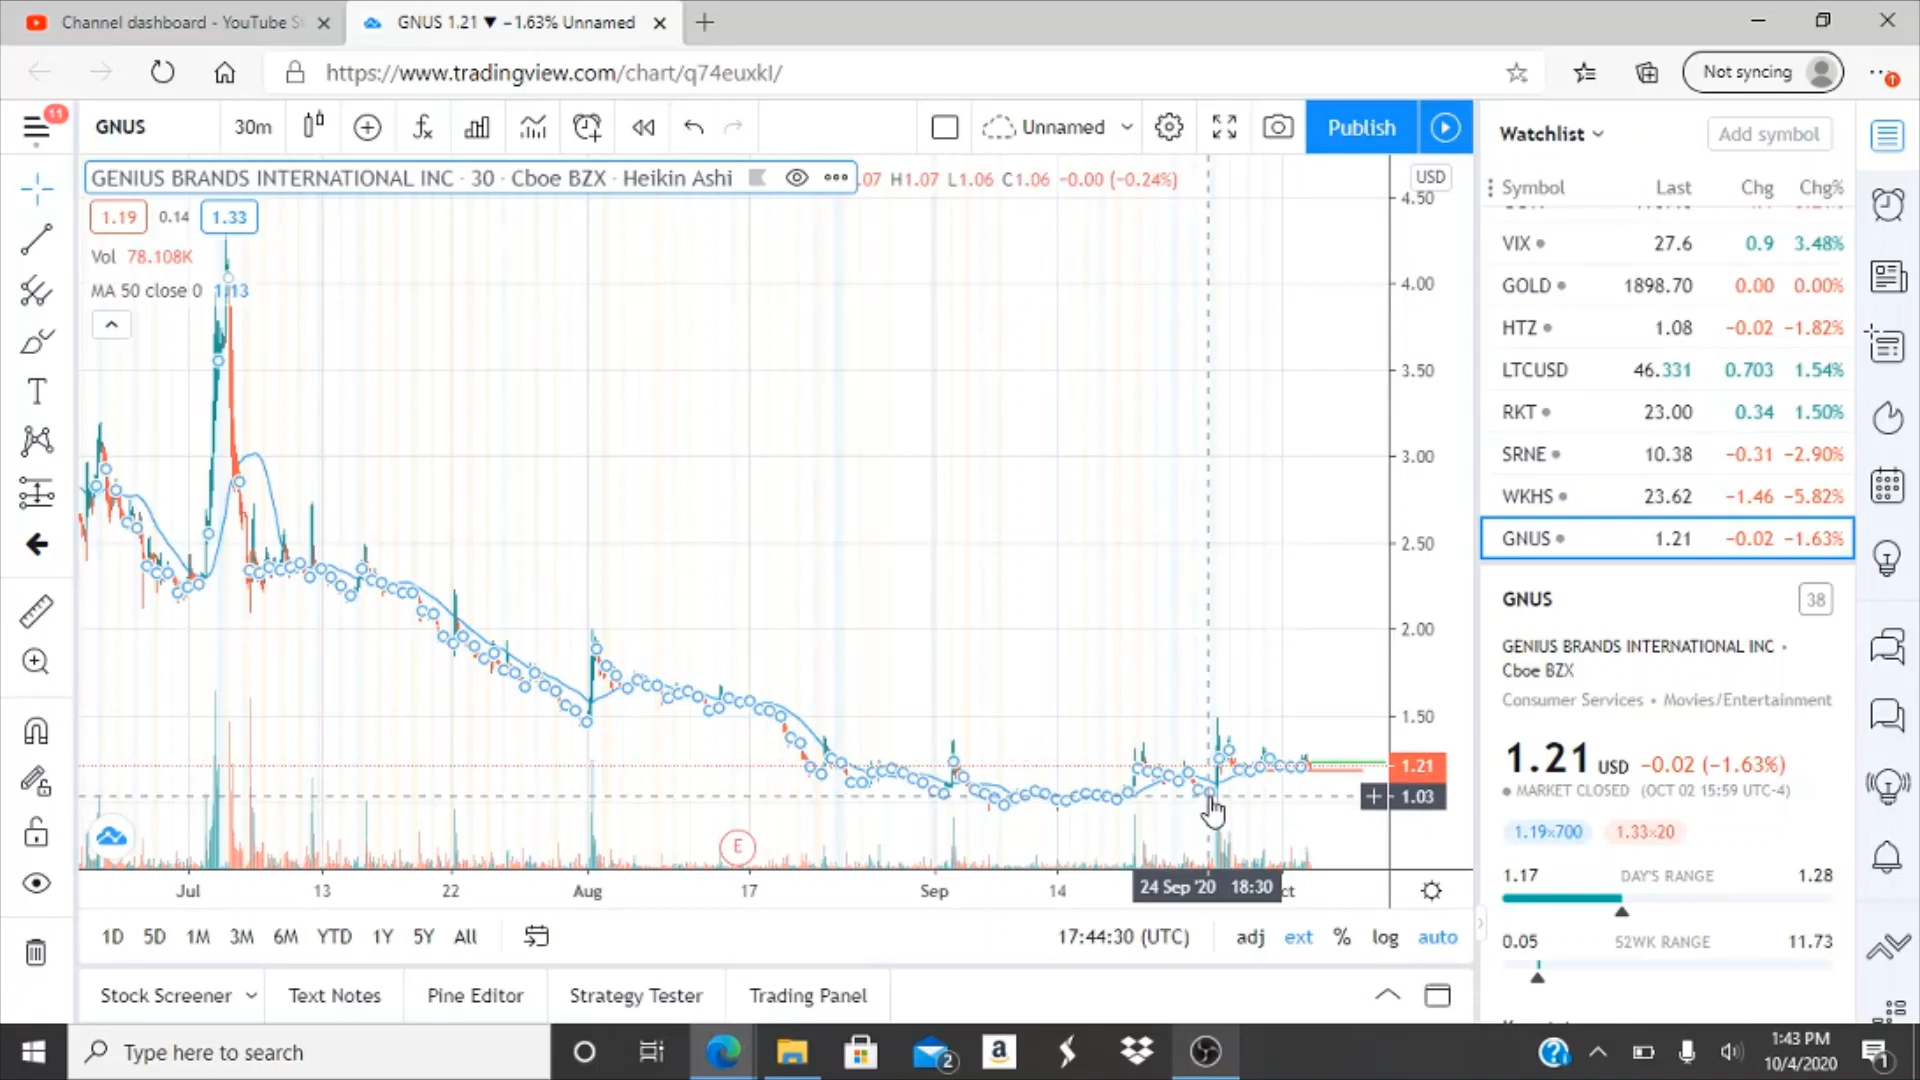 Channel dashboard - YouTube S
GNUS 1.21 ▼ −1.63% Unnamed
https://www.tradingview.com/chart/q74euxkI/
Not syncing
11
GNUS
30m
Unnamed
Publish
GENIUS BRANDS INTERNATIONAL INC · 30 · Cboe BZX · Heikin Ashi
.07 H1.07 L1.06 C1.06 −0.00 (−0.24%)
USD
1.19 0.14 1.33
Vol 78.108K
MA 50 close 0 1.13
4.50
4.00
3.50
3.00
2.50
2.00
1.50
1.21
1.03
E
Jul 13 22 Aug 17 Sep 14 24 Sep '20 18:30 ct
1D 5D 1M 3M 6M YTD 1Y 5Y All
17:44:30 (UTC) adj ext % log auto
Stock Screener Text Notes Pine Editor Strategy Tester Trading Panel
Watchlist
Add symbol
Symbol Last Chg Chg%
VIX 27.6 0.9 3.48%
GOLD 1898.70 0.00 0.00%
HTZ 1.08 −0.02 −1.82%
LTCUSD 46.331 0.703 1.54%
RKT 23.00 0.34 1.50%
SRNE 10.38 −0.31 −2.90%
WKHS 23.62 −1.46 −5.82%
GNUS 1.21 −0.02 −1.63%
GNUS 38
GENIUS BRANDS INTERNATIONAL INC •
Cboe BZX
Consumer Services • Movies/Entertainment
1.21 USD −0.02 (−1.63%)
MARKET CLOSED (OCT 02 15:59 UTC-4)
1.19×700 1.33×20
1.17 DAY'S RANGE 1.28
0.05 52WK RANGE 11.73
Type here to search
2
a
1:43 PM
10/4/2020
1